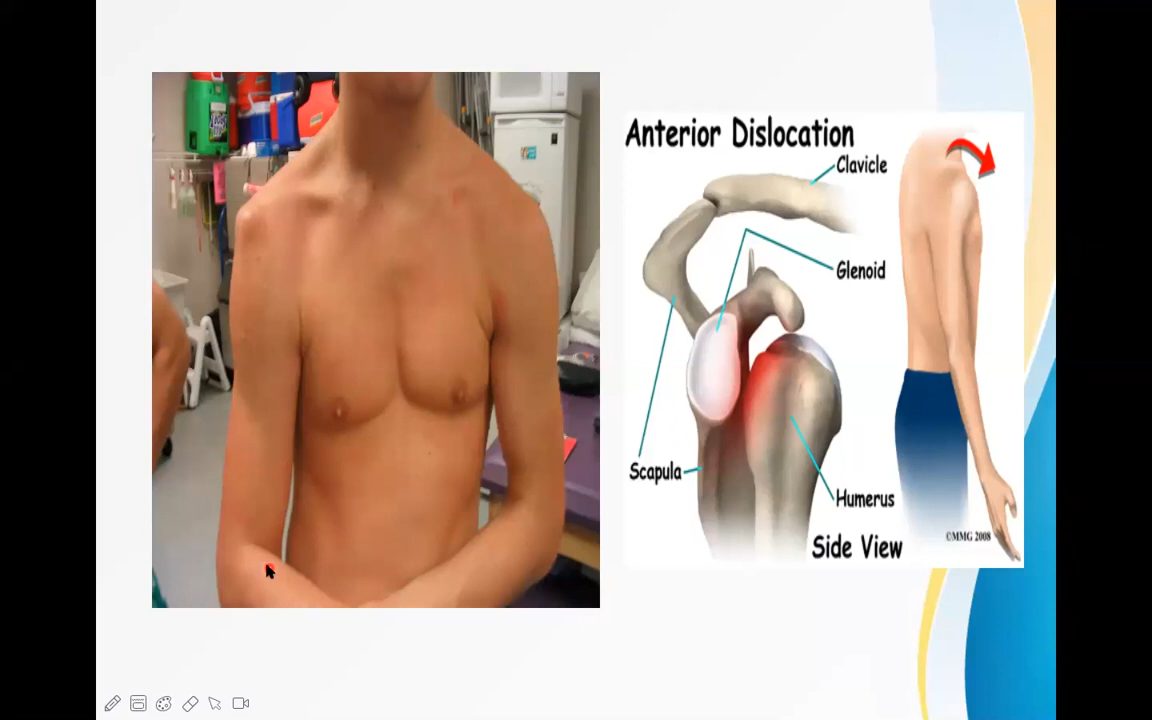 Anterior Dislocation
Clavicle
Glenoid
Scapula
Humerus
©MMG 2008
Side View